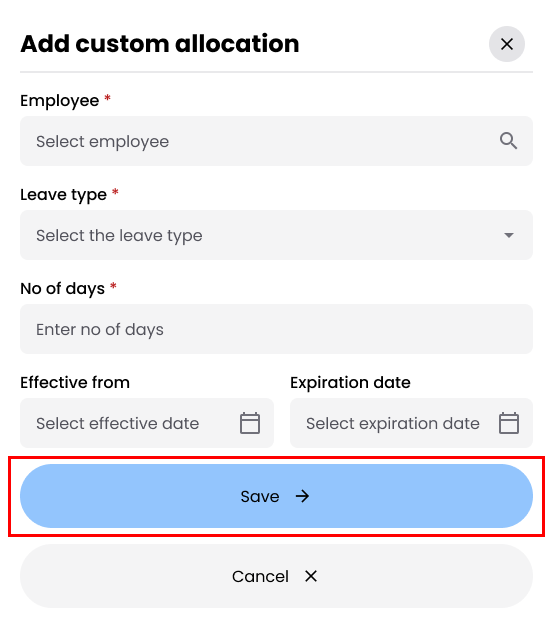 Add custom allocation
Employee *
Select employee
Leave type *
Select the leave type
No of days *
Enter no of days
Effective from Expiration date
Select effective date Select expiration date
Save
Cancel